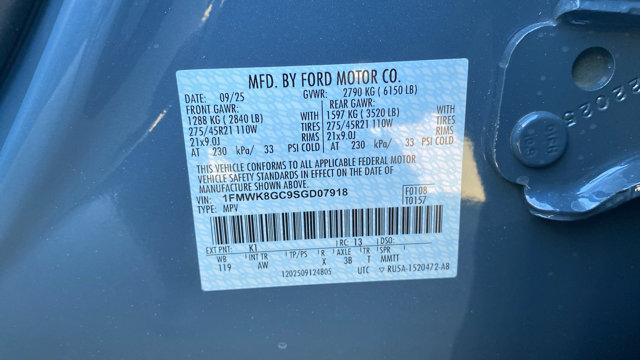 MFD. BY FORD MOTOR CO.
DATE: 09/25 GVWR: 2790 KG ( 6150 LB)
FRONT GAWR: REAR GAWR:
1288 KG ( 2840 LB) WITH 1597 KG ( 3520 LB) WITH
275/45R21 110W TIRES 275/45R21 110W TIRES
21x9.0J RIMS 21x9.0J RIMS
AT 230 kPa/ 33 PSI COLD AT 230 kPa/ 33 PSI COLD
THIS VEHICLE CONFORMS TO ALL APPLICABLE FEDERAL MOTOR
VEHICLE SAFETY STANDARDS IN EFFECT ON THE DATE OF MANUFACTURE SHOWN ABOVE.
VIN: 1FMWK8GC9SGD07918 F0108
TYPE: MPV T0157
EXT PNT: K1 RC: 13 DSO:
WB INT TR TP/PS R AXLE TR SPR
119 AW X 3B T MMTT
1202509124805 UTC RU5A-1520472-AB
22025